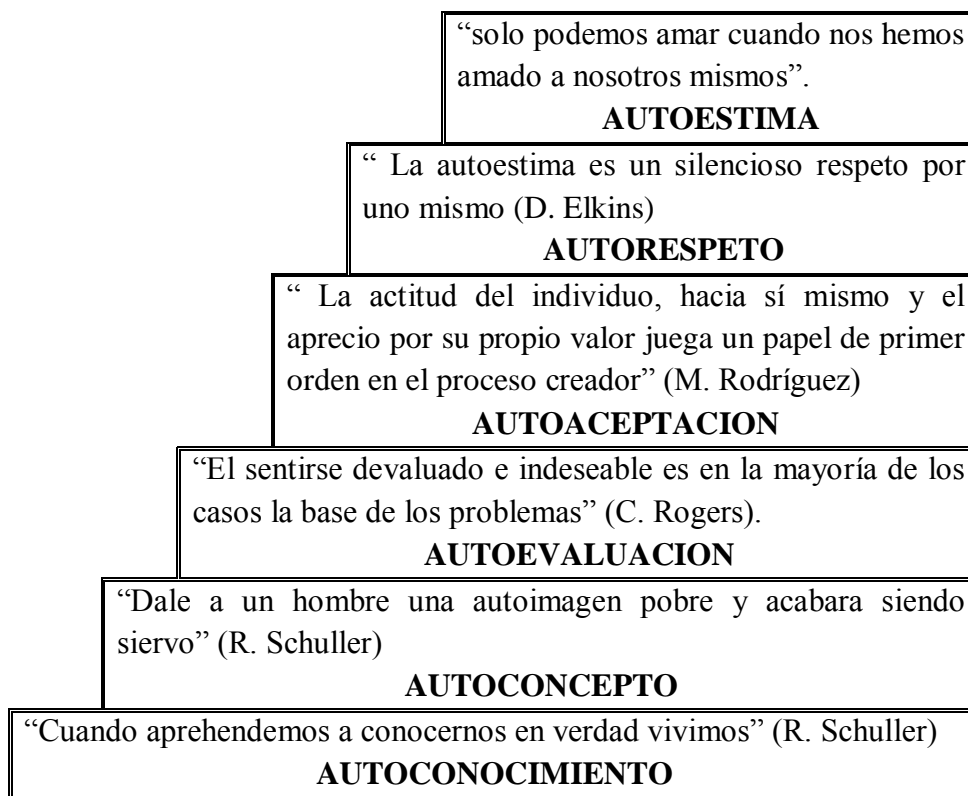 “solo podemos amar cuando nos hemos
amado a nosotros mismos”.
AUTOESTIMA
“ La autoestima es un silencioso respeto por
uno mismo (D. Elkins)
AUTORESPETO
“ La actitud del individuo, hacia sí mismo y el
aprecio por su propio valor juega un papel de primer
orden en el proceso creador” (M. Rodríguez)
AUTOACEPTACION
“El sentirse devaluado e indeseable es en la mayoría de los
casos la base de los problemas” (C. Rogers).
AUTOEVALUACION
“Dale a un hombre una autoimagen pobre y acabara siendo
siervo” (R. Schuller)
AUTOCONCEPTO
“Cuando aprehendemos a conocernos en verdad vivimos” (R. Schuller)
AUTOCONOCIMIENTO